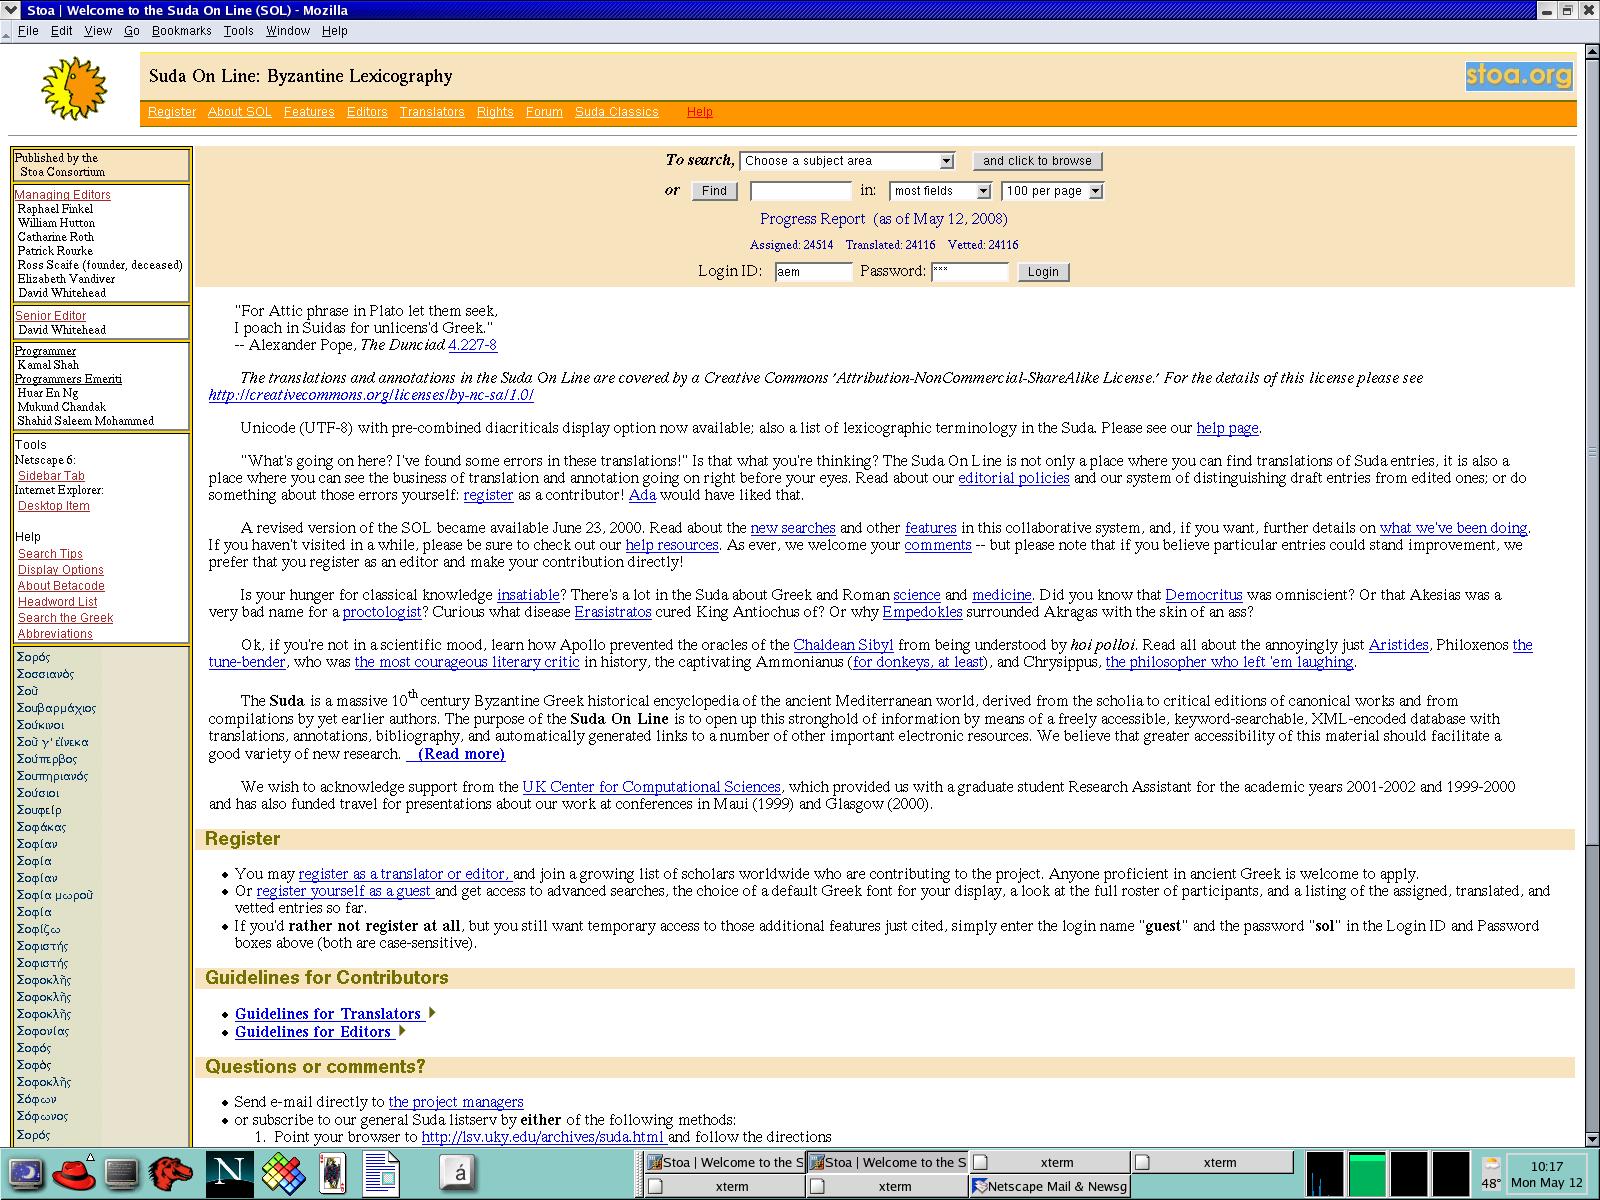 Stoa | Welcome to the Suda On Line (SOL) - Mozilla
File Edit View Go Bookmarks Tools Window Help
Suda On Line: Byzantine Lexicography
stoa.org
Register About SOL Features Editors Translators Rights Forum Suda Classics Help
Published by the
Stoa Consortium
Managing Editors
Raphael Finkel
William Hutton
Catharine Roth
Patrick Rourke
Ross Scaife (founder, deceased)
Elizabeth Vandiver
David Whitehead
Senior Editor
David Whitehead
Programmer
Kamal Shah
Programmers Emeriti
Huar En Ng
Mukund Chandak
Shahid Saleem Mohammed
Tools
Netscape 6:
Sidebar Tab
Internet Explorer:
Desktop Item
Help
Search Tips
Display Options
About Betacode
Headword List
Search the Greek
Abbreviations
Σορός
Σοσσιανὸς
Σοῦ
Σουβαρμάχιος
Σούκινοι
Σοῦ γ' εἵνεκα
Σούπερβος
Σουπηριανός
Σούσιοι
Σουφείρ
Σοφάκας
Σοφίαν
Σοφία
Σοφίαν
Σοφία μωροῦ
Σοφία
Σοφίζω
Σοφιστής
Σοφιστής
Σοφοκλῆς
Σοφοκλῆς
Σοφοκλῆς
Σοφονίας
Σοφός
Σοφὸς
Σοφοκλῆς
Σόφων
Σόφωνος
Σορός
To search, Choose a subject area and click to browse
or Find in: most fields 100 per page
Progress Report (as of May 12, 2008)
Assigned: 24514 Translated: 24116 Vetted: 24116
Login ID: aem Password: *** Login
"For Attic phrase in Plato let them seek,
I poach in Suidas for unlicens'd Greek."
-- Alexander Pope, The Dunciad 4.227-8
The translations and annotations in the Suda On Line are covered by a Creative Commons 'Attribution-NonCommercial-ShareAlike License.' For the details of this license please see
http://creativecommons.org/licenses/by-nc-sa/1.0/
Unicode (UTF-8) with pre-combined diacriticals display option now available; also a list of lexicographic terminology in the Suda. Please see our help page.
"What's going on here? I've found some errors in these translations!" Is that what you're thinking? The Suda On Line is not only a place where you can find translations of Suda entries, it is also a
place where you can see the business of translation and annotation going on right before your eyes. Read about our editorial policies and our system of distinguishing draft entries from edited ones; or do
something about those errors yourself: register as a contributor! Ada would have liked that.
A revised version of the SOL became available June 23, 2000. Read about the new searches and other features in this collaborative system, and, if you want, further details on what we've been doing.
If you haven't visited in a while, please be sure to check out our help resources. As ever, we welcome your comments -- but please note that if you believe particular entries could stand improvement, we
prefer that you register as an editor and make your contribution directly!
Is your hunger for classical knowledge insatiable? There's a lot in the Suda about Greek and Roman science and medicine. Did you know that Democritus was omniscient? Or that Akesias was a
very bad name for a proctologist? Curious what disease Erasistratos cured King Antiochus of? Or why Empedokles surrounded Akragas with the skin of an ass?
Ok, if you're not in a scientific mood, learn how Apollo prevented the oracles of the Chaldean Sibyl from being understood by hoi polloi. Read all about the annoyingly just Aristides, Philoxenos the
tune-bender, who was the most courageous literary critic in history, the captivating Ammonianus (for donkeys, at least), and Chrysippus, the philosopher who left 'em laughing.
The Suda is a massive 10th century Byzantine Greek historical encyclopedia of the ancient Mediterranean world, derived from the scholia to critical editions of canonical works and from
compilations by yet earlier authors. The purpose of the Suda On Line is to open up this stronghold of information by means of a freely accessible, keyword-searchable, XML-encoded database with
translations, annotations, bibliography, and automatically generated links to a number of other important electronic resources. We believe that greater accessibility of this material should facilitate a
good variety of new research. (Read more)
We wish to acknowledge support from the UK Center for Computational Sciences, which provided us with a graduate student Research Assistant for the academic years 2001-2002 and 1999-2000
and has also funded travel for presentations about our work at conferences in Maui (1999) and Glasgow (2000).
Register
• You may register as a translator or editor, and join a growing list of scholars worldwide who are contributing to the project. Anyone proficient in ancient Greek is welcome to apply.
• Or register yourself as a guest and get access to advanced searches, the choice of a default Greek font for your display, a look at the full roster of participants, and a listing of the assigned, translated, and
vetted entries so far.
• If you'd rather not register at all, but you still want temporary access to those additional features just cited, simply enter the login name "guest" and the password "sol" in the Login ID and Password
boxes above (both are case-sensitive).
Guidelines for Contributors
• Guidelines for Translators
• Guidelines for Editors
Questions or comments?
• Send e-mail directly to the project managers
• or subscribe to our general Suda listserv by either of the following methods:
1. Point your browser to http://lsv.uky.edu/archives/suda.html and follow the directions
N á
Stoa | Welcome to the S Stoa | Welcome to the S xterm xterm
xterm xterm Netscape Mail & Newsg
48° 10:17
Mon May 12